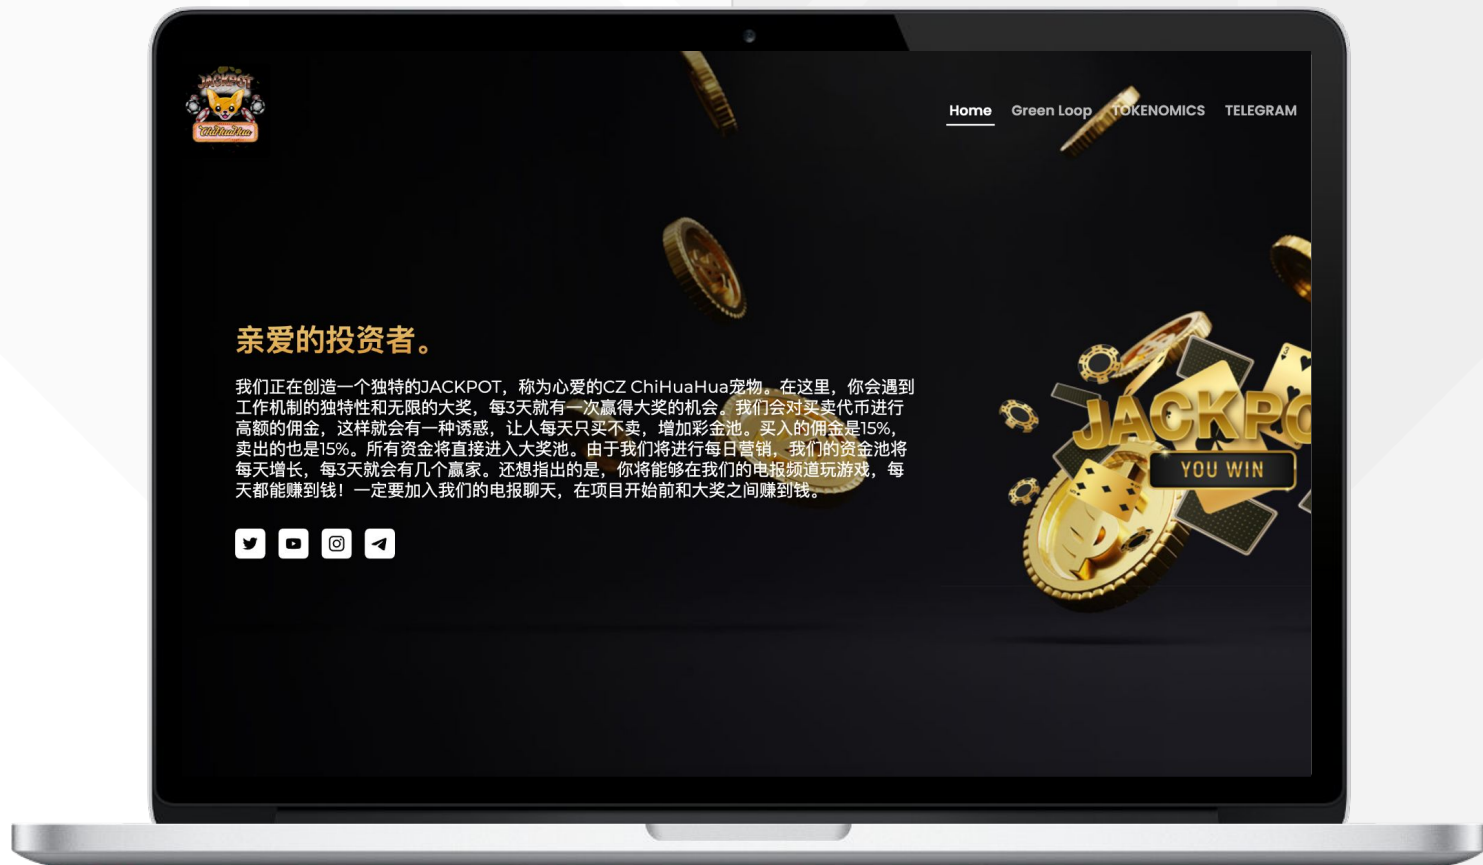 JACKPOT
ChiHuaHua
Home Green Loop TOKENOMICS TELEGRAM
亲爱的投资者。
我们正在创造一个独特的JACKPOT，称为心爱的CZ ChiHuaHua宠物。在这里，你会遇到
工作机制的独特性和无限的大奖，每3天就有一次赢得大奖的机会。我们会对买卖代币进行
高额的佣金，这样就会有一种诱惑，让人每天只买不卖，增加彩金池。买入的佣金是15%，
卖出的也是15%。所有资金将直接进入大奖池。由于我们将进行每日营销，我们的资金池将
每天增长，每3天就会有几个赢家。还想指出的是，你将能够在我们的电报频道玩游戏，每
天都能赚到钱！一定要加入我们的电报聊天，在项目开始前和大奖之间赚到钱。
JACKPO
YOU WIN